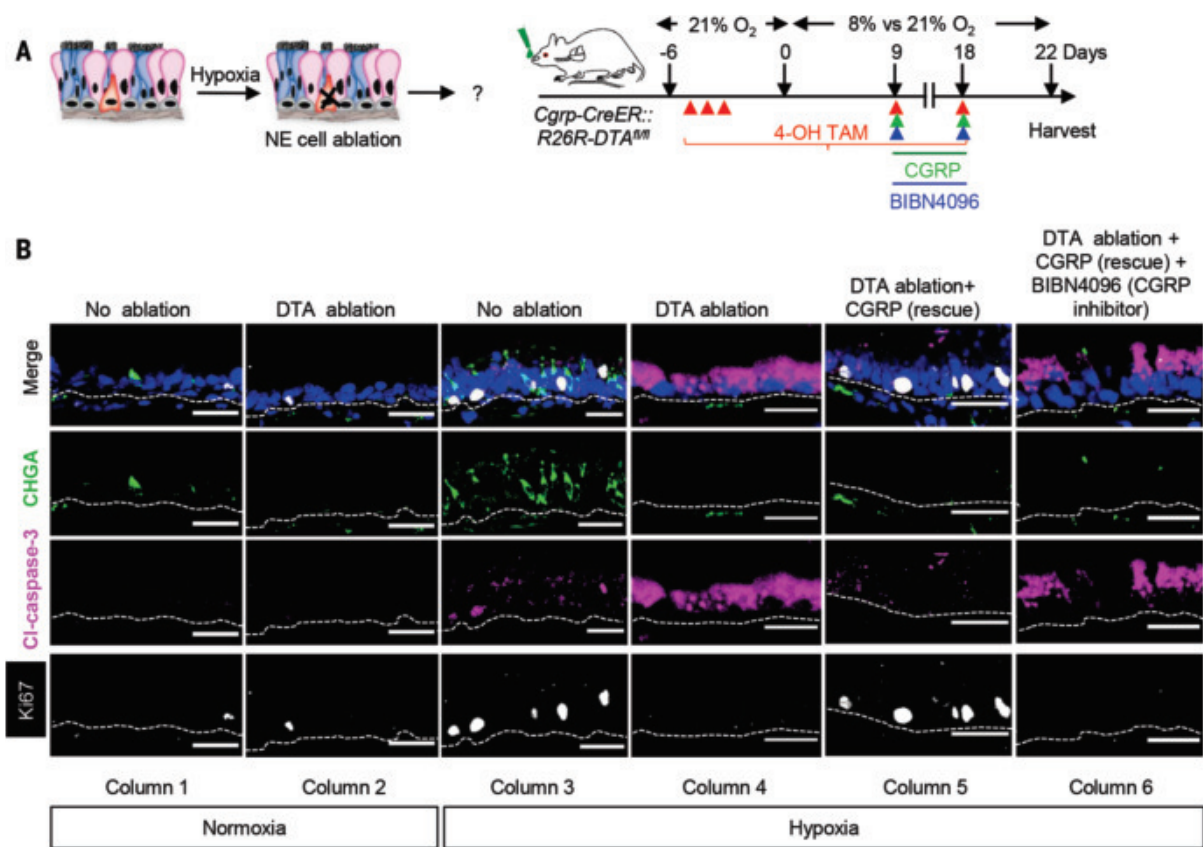 A
Hypoxia
NE cell ablation
?
21% O₂
8% vs 21% O₂
-6
0
9
18
22 Days
Cgrp-CreER::
R26R-DTAfl/fl
4-OH TAM
Harvest
CGRP
BIBN4096
B
No ablation
DTA ablation
No ablation
DTA ablation
DTA ablation+
CGRP (rescue)
DTA ablation +
CGRP (rescue) +
BIBN4096 (CGRP
inhibitor)
Merge
CHGA
Cl-caspase-3
Ki67
Column 1
Column 2
Column 3
Column 4
Column 5
Column 6
Normoxia
Hypoxia